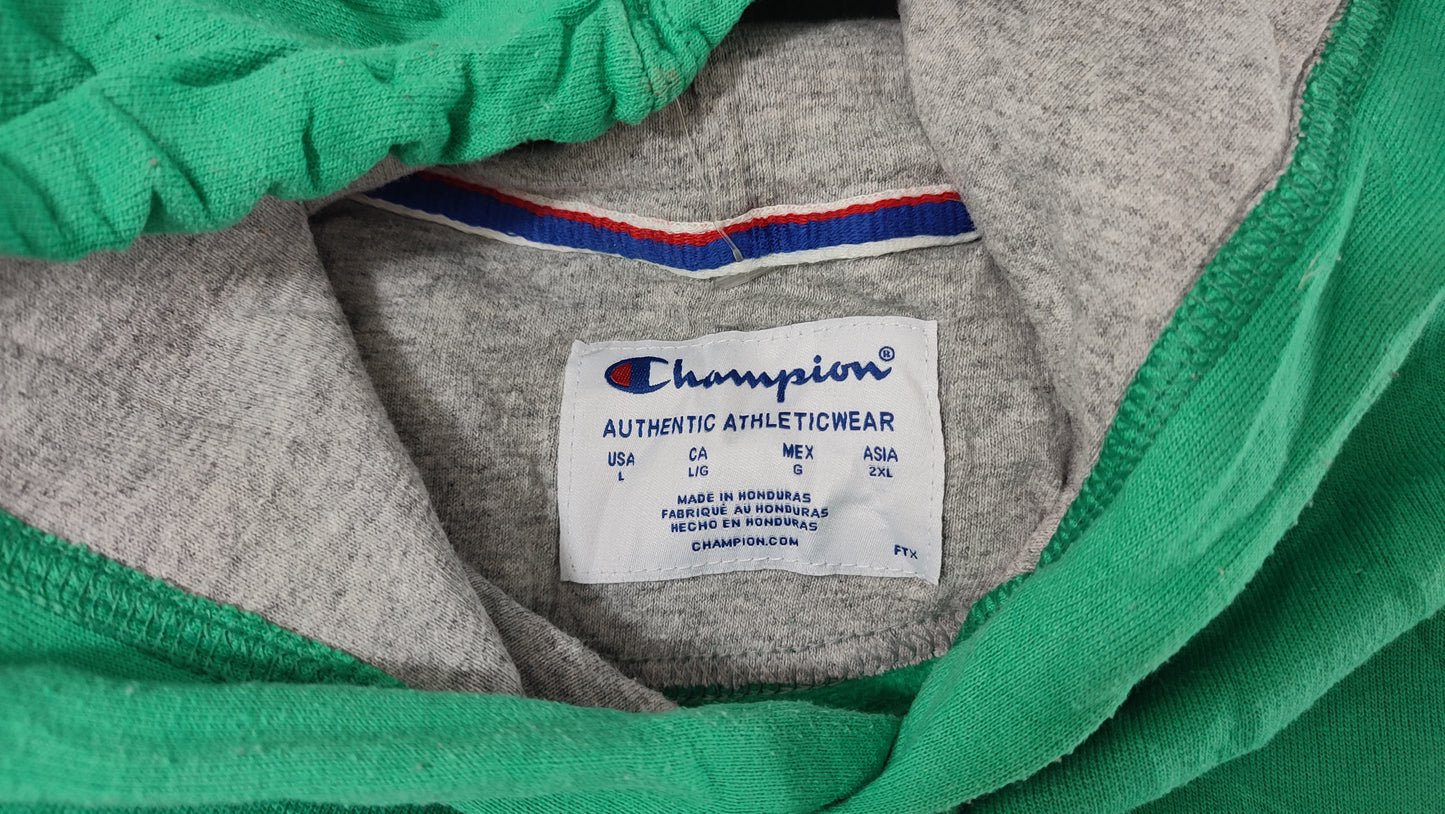 Champion®
AUTHENTIC ATHLETICWEAR
USA CA MEX ASIA
L L/G G 2XL
MADE IN HONDURAS
FABRIQUÉ AU HONDURAS
HECHO EN HONDURAS
CHAMPION.COM
FTX